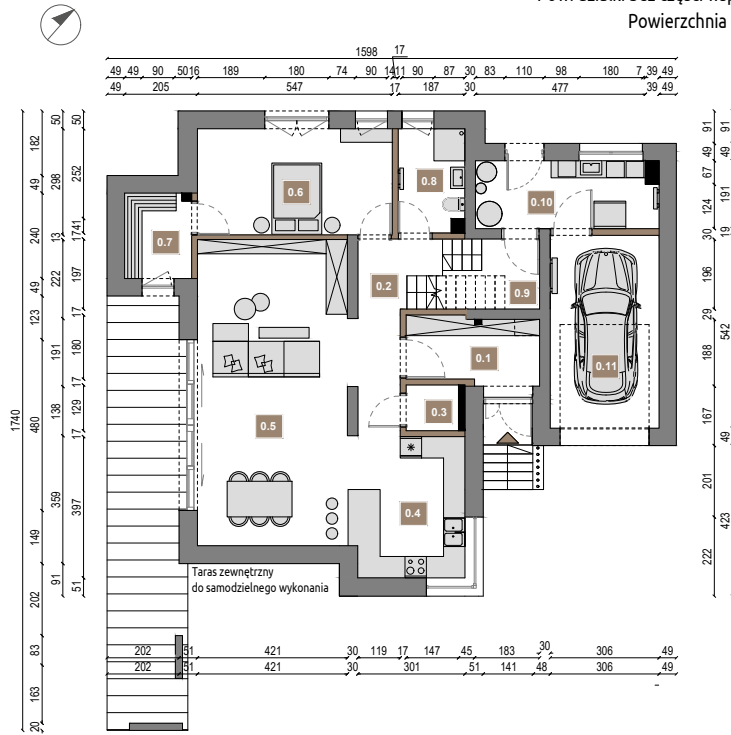 Powierzchnia
1598 17
49 49 90 50 16 189 180 74 90 14 11 90 87 30 83 110 98 180 7 39 49
49 205 547 17 187 30 477 39 49
182 49 240 49 123 480 149 202 83 163 20
1740
50 298 13 222 191 138 359 91
50 252 41 17 197 17 180 17 129 17 397 51
91 49 67 124 30 196 29 188 167 201 222
91 49 191 19 542 49 423
0.6
0.8
0.10
0.7
0.2
0.9
0.1
0.11
0.3
0.5
0.4
Taras zewnętrzny
do samodzielnego wykonania
202 51 421 30 119 17 147 45 183 30 306 49
202 51 421 30 301 51 141 48 306 49